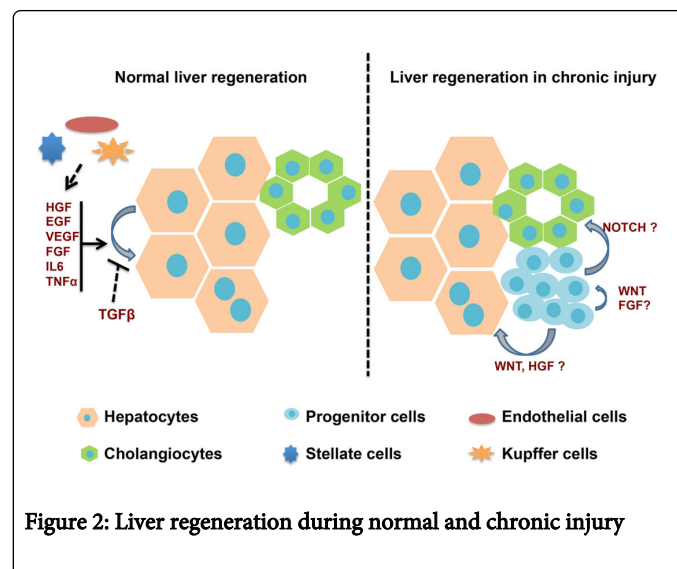 Normal liver regeneration
Liver regeneration in chronic injury
HGF
EGF
VEGF
FGF
IL6
TNFα
TGFβ
NOTCH ?
WNT
FGF?
WNT, HGF ?
Hepatocytes
Progenitor cells
Endothelial cells
Cholangiocytes
Stellate cells
Kupffer cells
Figure 2: Liver regeneration during normal and chronic injury